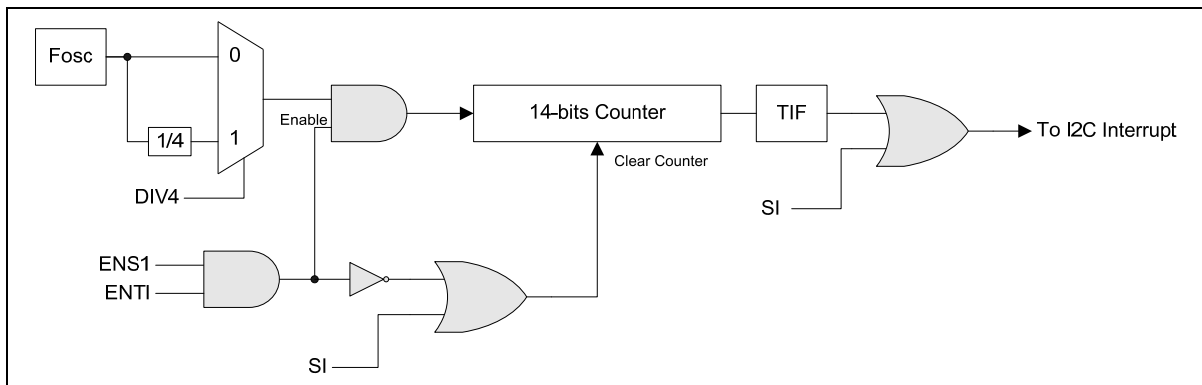 Fosc
0
1/4
1
Enable
DIV4
14-bits Counter
TIF
To I2C Interrupt
Clear Counter
SI
ENS1
ENTI
SI